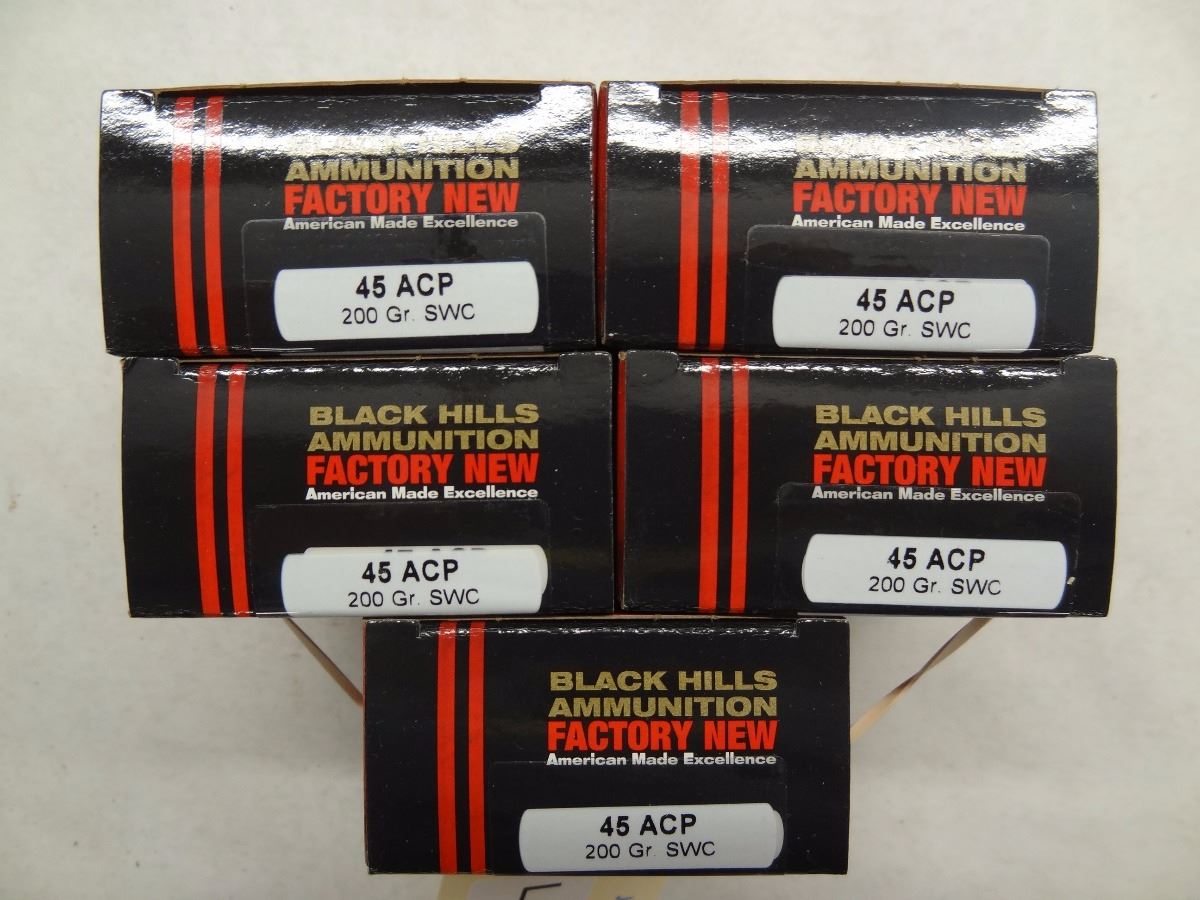 HILLS
AMMUNITION
FACTORY NEW
American Made Excellence
45 ACP
200 Gr. SWC
AMMUNITION
FACTORY NEW
American Made Excellence
45 ACP
200 Gr. SWC
BLACK HILLS
AMMUNITION
FACTORY NEW
American Made Excellence
45 ACP
200 Gr. SWC
BLACK HILLS
AMMUNITION
FACTORY NEW
American Made Excellence
45 ACP
200 Gr. SWC
BLACK HILLS
AMMUNITION
FACTORY NEW
American Made Excellence
45 ACP
200 Gr. SWC